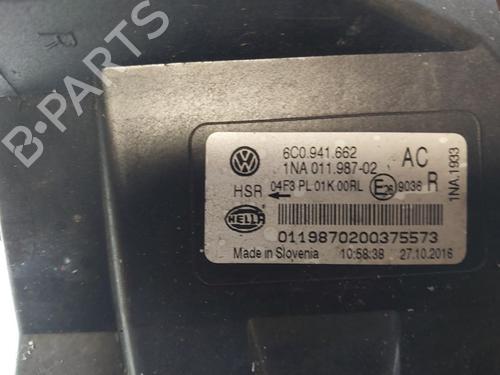 B-PARTS
6C0.941.662 AC
1NA 011.987-02
HSR 04F3 PL 01K 00RL E26 9036 R
HELLA
0119870200375573
Made in Slovenia 10:58:38 27.10.2016
1NA.1933